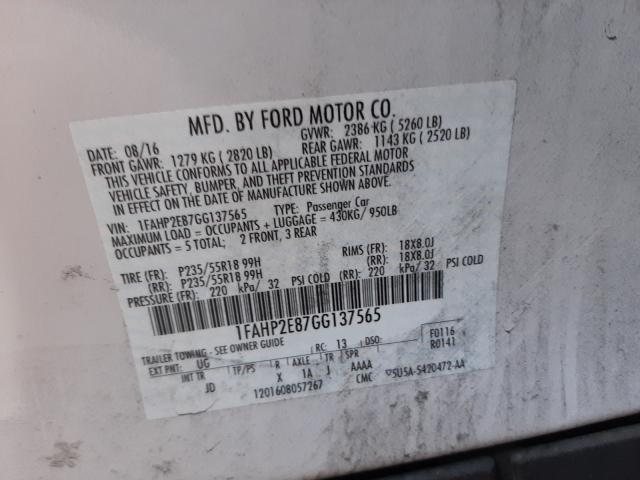 MFD. BY FORD MOTOR CO.
DATE: 08/16 GVWR: 2386 KG ( 5260 LB)
FRONT GAWR: 1279 KG ( 2820 LB) REAR GAWR: 1143 KG ( 2520 LB)
THIS VEHICLE CONFORMS TO ALL APPLICABLE FEDERAL MOTOR
VEHICLE SAFETY, BUMPER, AND THEFT PREVENTION STANDARDS
IN EFFECT ON THE DATE OF MANUFACTURE SHOWN ABOVE.
VIN: 1FAHP2E87GG137565 TYPE: Passenger Car
MAXIMUM LOAD = OCCUPANTS + LUGGAGE = 430KG/ 950LB
OCCUPANTS = 5 TOTAL; 2 FRONT, 3 REAR
TIRE (FR): P235/55R18 99H RIMS (FR): 18X8.0J
(RR): P235/55R18 99H (RR): 18X8.0J
PRESSURE (FR): 220 kPa/ 32 PSI COLD (RR): 220 kPa/ 32 PSI COLD
1FAHP2E87GG137565
TRAILER TOWING - SEE OWNER GUIDE F0116
EXT PNT: UG RC: 13 DSO: R0141
INT TR TP/PS R AXLE TR SPR
JD X 1A J AAAA
1201608057267 CMC 5U5A-5420472-AA